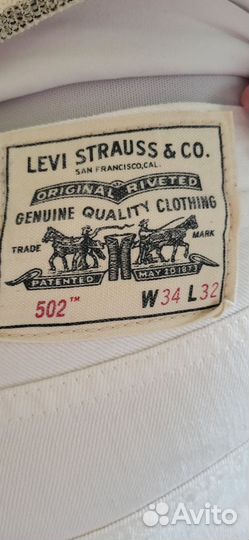 LEVI STRAUSS & CO.
SAN FRANCISCO,CAL.
ORIGINAL RIVETED
GENUINE QUALITY CLOTHING
TRADE MARK
PATENTED MAY 20 1873
502™ W34 L32
Avito